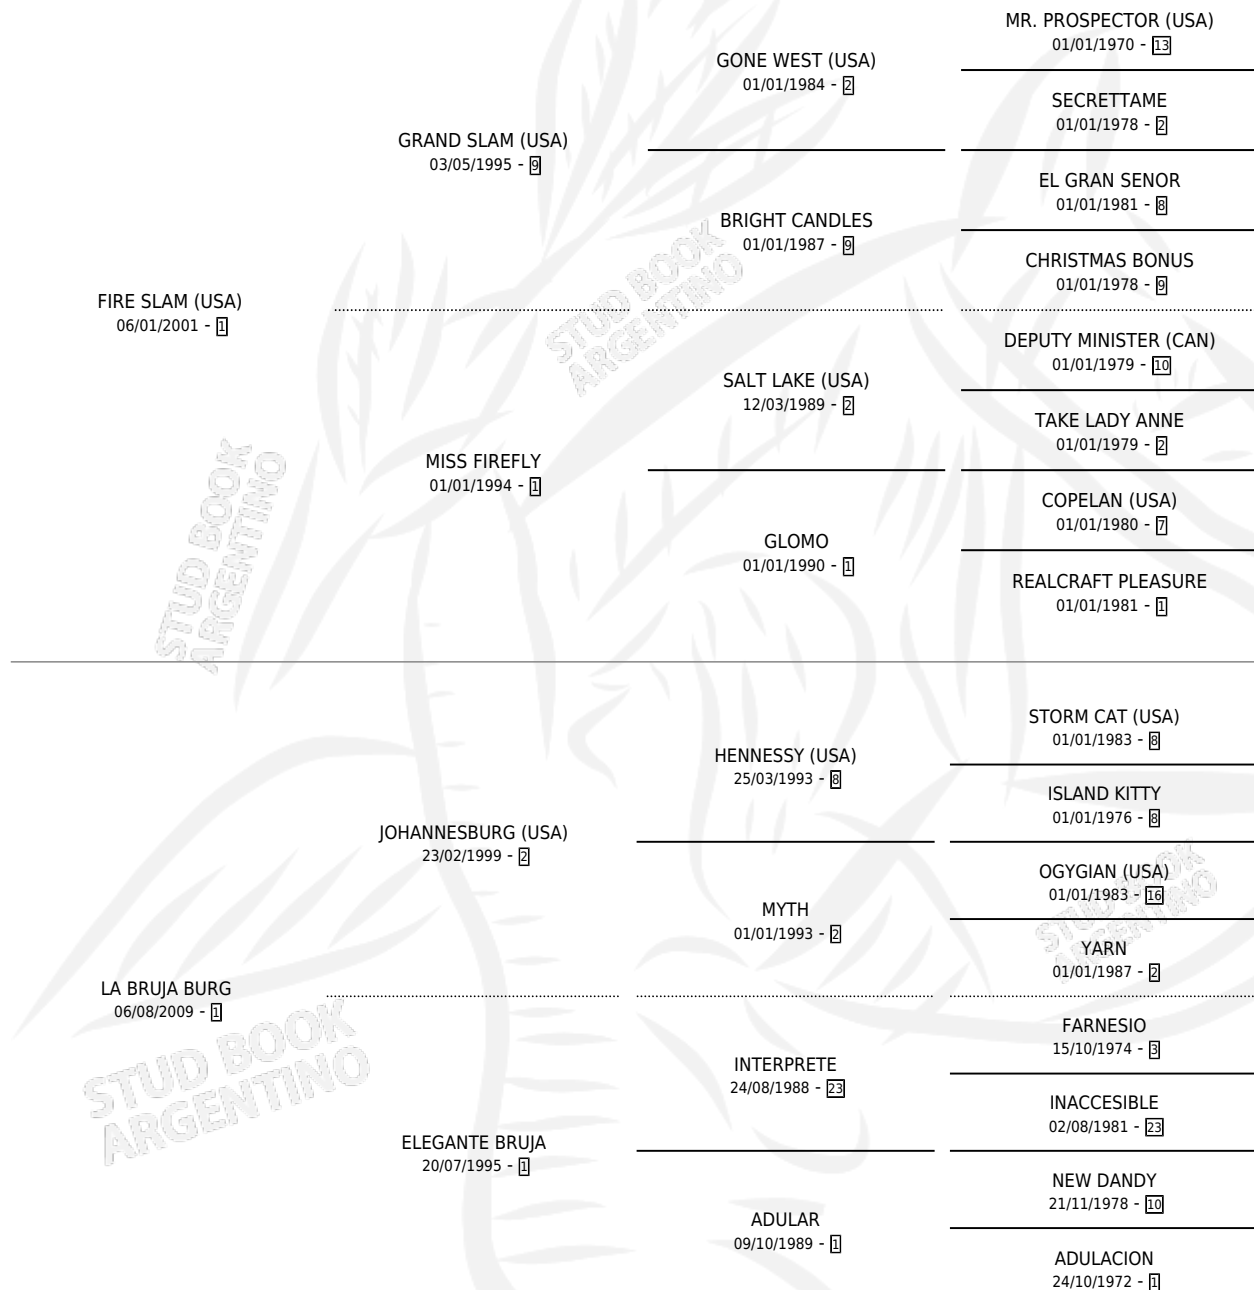 MR. PROSPECTOR (USA)
01/01/1970 - 13
GONE WEST (USA)
01/01/1984 - 2
SECRETTAME
01/01/1978 - 2
GRAND SLAM (USA)
03/05/1995 - 9
EL GRAN SENOR
01/01/1981 - 8
BRIGHT CANDLES
01/01/1987 - 9
CHRISTMAS BONUS
01/01/1978 - 9
STUD BOOK
ARGENTINO
FIRE SLAM (USA)
06/01/2001 - 1
DEPUTY MINISTER (CAN)
01/01/1979 - 10
SALT LAKE (USA)
12/03/1989 - 2
TAKE LADY ANNE
01/01/1979 - 2
MISS FIREFLY
01/01/1994 - 1
COPELAN (USA)
01/01/1980 - 7
GLOMO
01/01/1990 - 1
REALCRAFT PLEASURE
01/01/1981 - 1
STUD BOOK
ARGENTINO
STORM CAT (USA)
01/01/1983 - 8
HENNESSY (USA)
25/03/1993 - 8
ISLAND KITTY
01/01/1976 - 8
JOHANNESBURG (USA)
23/02/1999 - 2
OGYGIAN (USA)
01/01/1983 - 16
MYTH
01/01/1993 - 2
YARN
01/01/1987 - 2
STUD BOOK
ARGENTINO
LA BRUJA BURG
06/08/2009 - 1
FARNESIO
15/10/1974 - 3
INTERPRETE
24/08/1988 - 23
INACCESIBLE
02/08/1981 - 23
STUD BOOK
ARGENTINO
ELEGANTE BRUJA
20/07/1995 - 1
NEW DANDY
21/11/1978 - 10
ADULAR
09/10/1989 - 1
ADULACION
24/10/1972 - 1